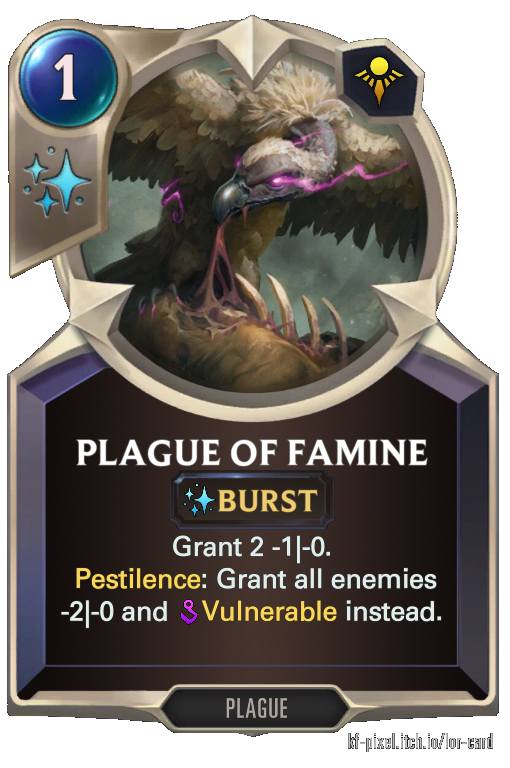 1
PLAGUE OF FAMINE
BURST
Grant 2 -1|-0.
Pestilence: Grant all enemies
-2|-0 and Vulnerable instead.
PLAGUE
kf-pixel.itch.io/lor-card